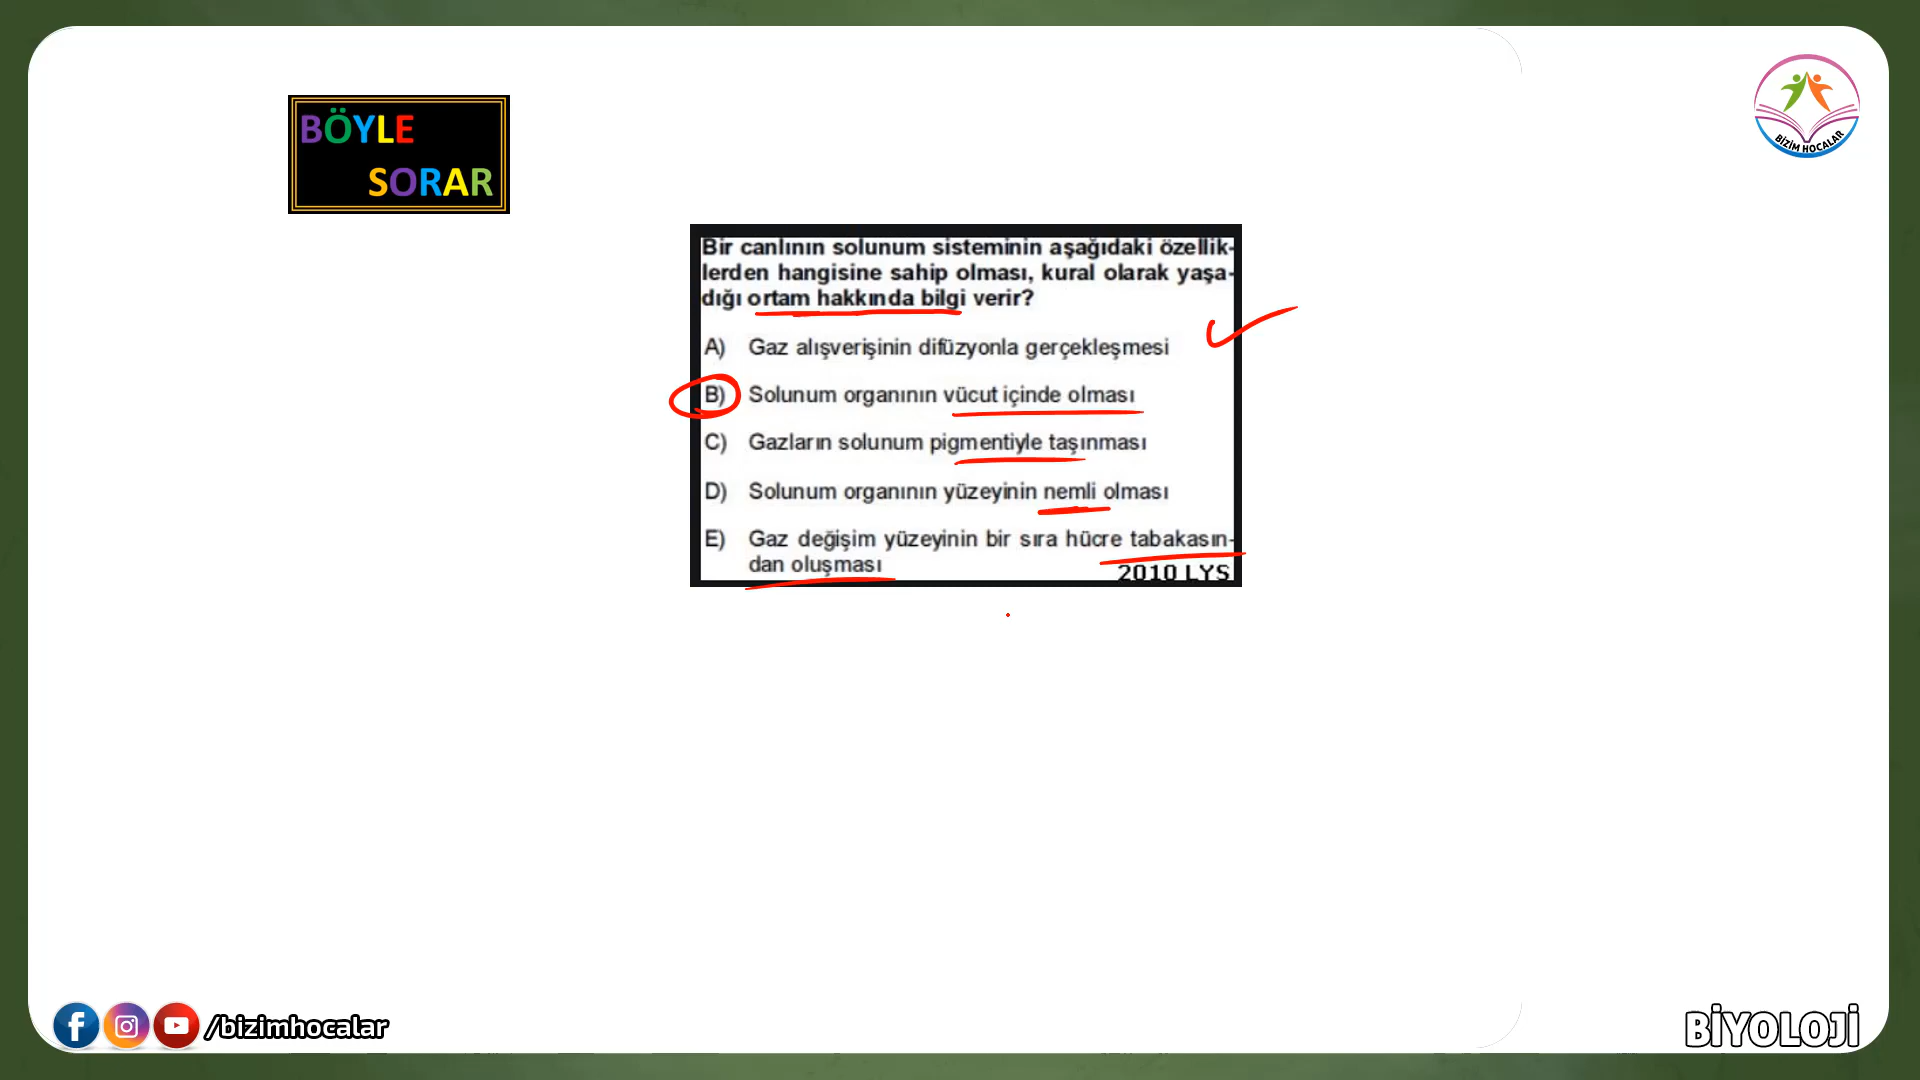 BÖYLE
SORAR
BİZİM HOCALAR
Bir canlının solunum sisteminin aşağıdaki özellik-
lerden hangisine sahip olması, kural olarak yaşa-
dığı ortam hakkında bilgi verir?
A) Gaz alışverişinin difüzyonla gerçekleşmesi
B) Solunum organının vücut içinde olması
C) Gazların solunum pigmentiyle taşınması
D) Solunum organının yüzeyinin nemli olması
E) Gaz değişim yüzeyinin bir sıra hücre tabakasın-
dan oluşması
2010 LYS
/bizimhocalar
BİYOLOJİ